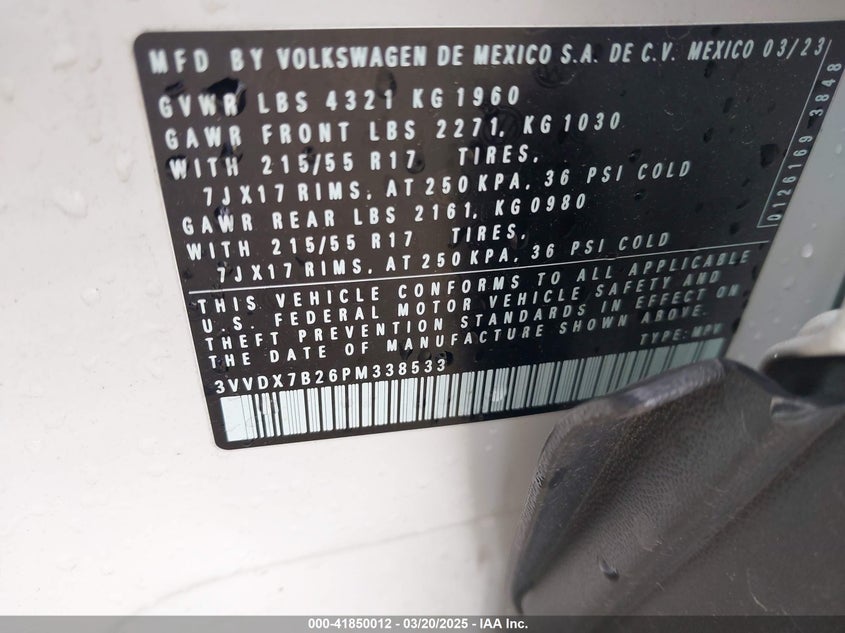 MFD BY VOLKSWAGEN DE MEXICO S.A. DE C.V. MEXICO 03/23
GVWR LBS 4321 KG 1960
GAWR FRONT LBS 2271, KG 1030
WITH 215/55 R17 TIRES,
7JX17 RIMS, AT 250 KPA, 36 PSI COLD
GAWR REAR LBS 2161, KG 0980
WITH 215/55 R17 TIRES,
7JX17 RIMS, AT 250 KPA, 36 PSI COLD
THIS VEHICLE CONFORMS TO ALL APPLICABLE
U.S. FEDERAL MOTOR VEHICLE SAFETY AND
THEFT PREVENTION STANDARDS IN EFFECT ON
THE DATE OF MANUFACTURE SHOWN ABOVE.
TYPE: MPV
3VVDX7B26PM338533
0126169 3848
000-41850012 - 03/20/2025 - IAA Inc.